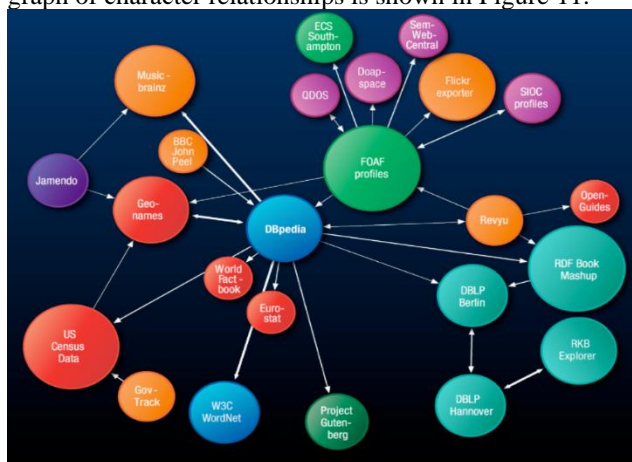 graph of character relationships is shown in Figure 11.
ECS
South-
ampton
Sem-
Web-
Central
Doap-
space
Flickr
exporter
SIOC
profiles
QDOS
Music -
brainz
BBC
John
Peel
FOAF
profiles
Jamendo
Geo-
names
DBpedia
Revyu
Open-
Guides
World
Fact -
book
Euro-
stat
DBLP
Berlin
RDF Book
Mashup
US
Census
Data
RKB
Explorer
Gov-
Track
W3C
WordNet
Project
Guten-
berg
DBLP
Hannover